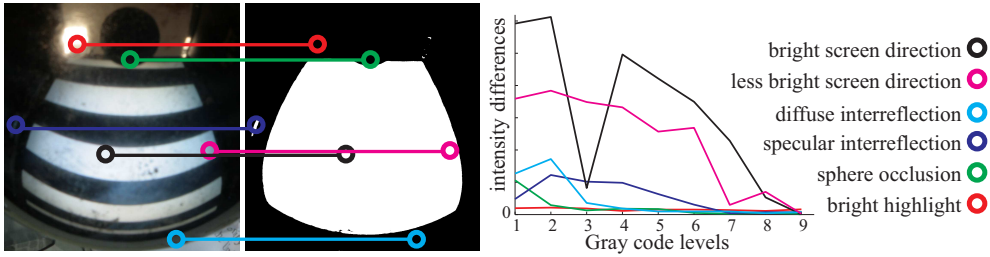 intensity differences
0
1 2 3 4 5 6 7 8 9
Gray code levels
bright screen direction
less bright screen direction
diffuse interreflection
specular interreflection
sphere occlusion
bright highlight